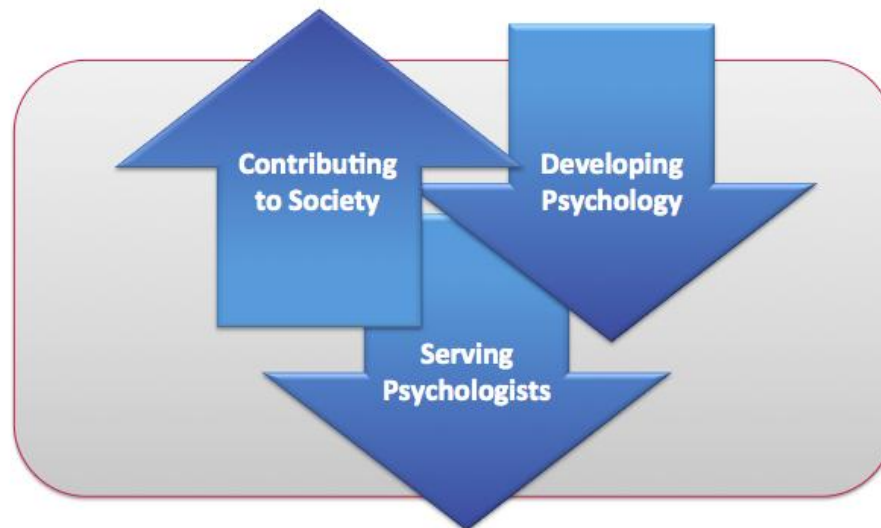 Contributing
to Society
Developing
Psychology
Serving
Psychologists